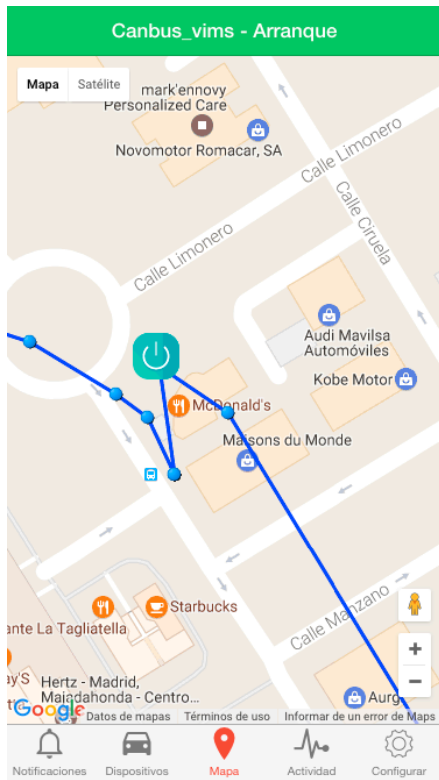 Canbus_vims - Arranque
Mapa
Satélite
mark'ennovy
Personalized Care
Novomotor Romacar, SA
Calle Limonero
Calle Limonero
Calle Ciruela
Audi Mavilsa
Automóviles
Kobe Motor
McDonald's
Maisons du Monde
Starbucks
ante La Tagliatella
Calle Manzano
ay'S
Hertz - Madrid,
Majadahonda - Centro...
Aurg
Google
Datos de mapas
Términos de uso
Informar de un error de Maps
Notificaciones
Dispositivos
Mapa
Actividad
Configurar